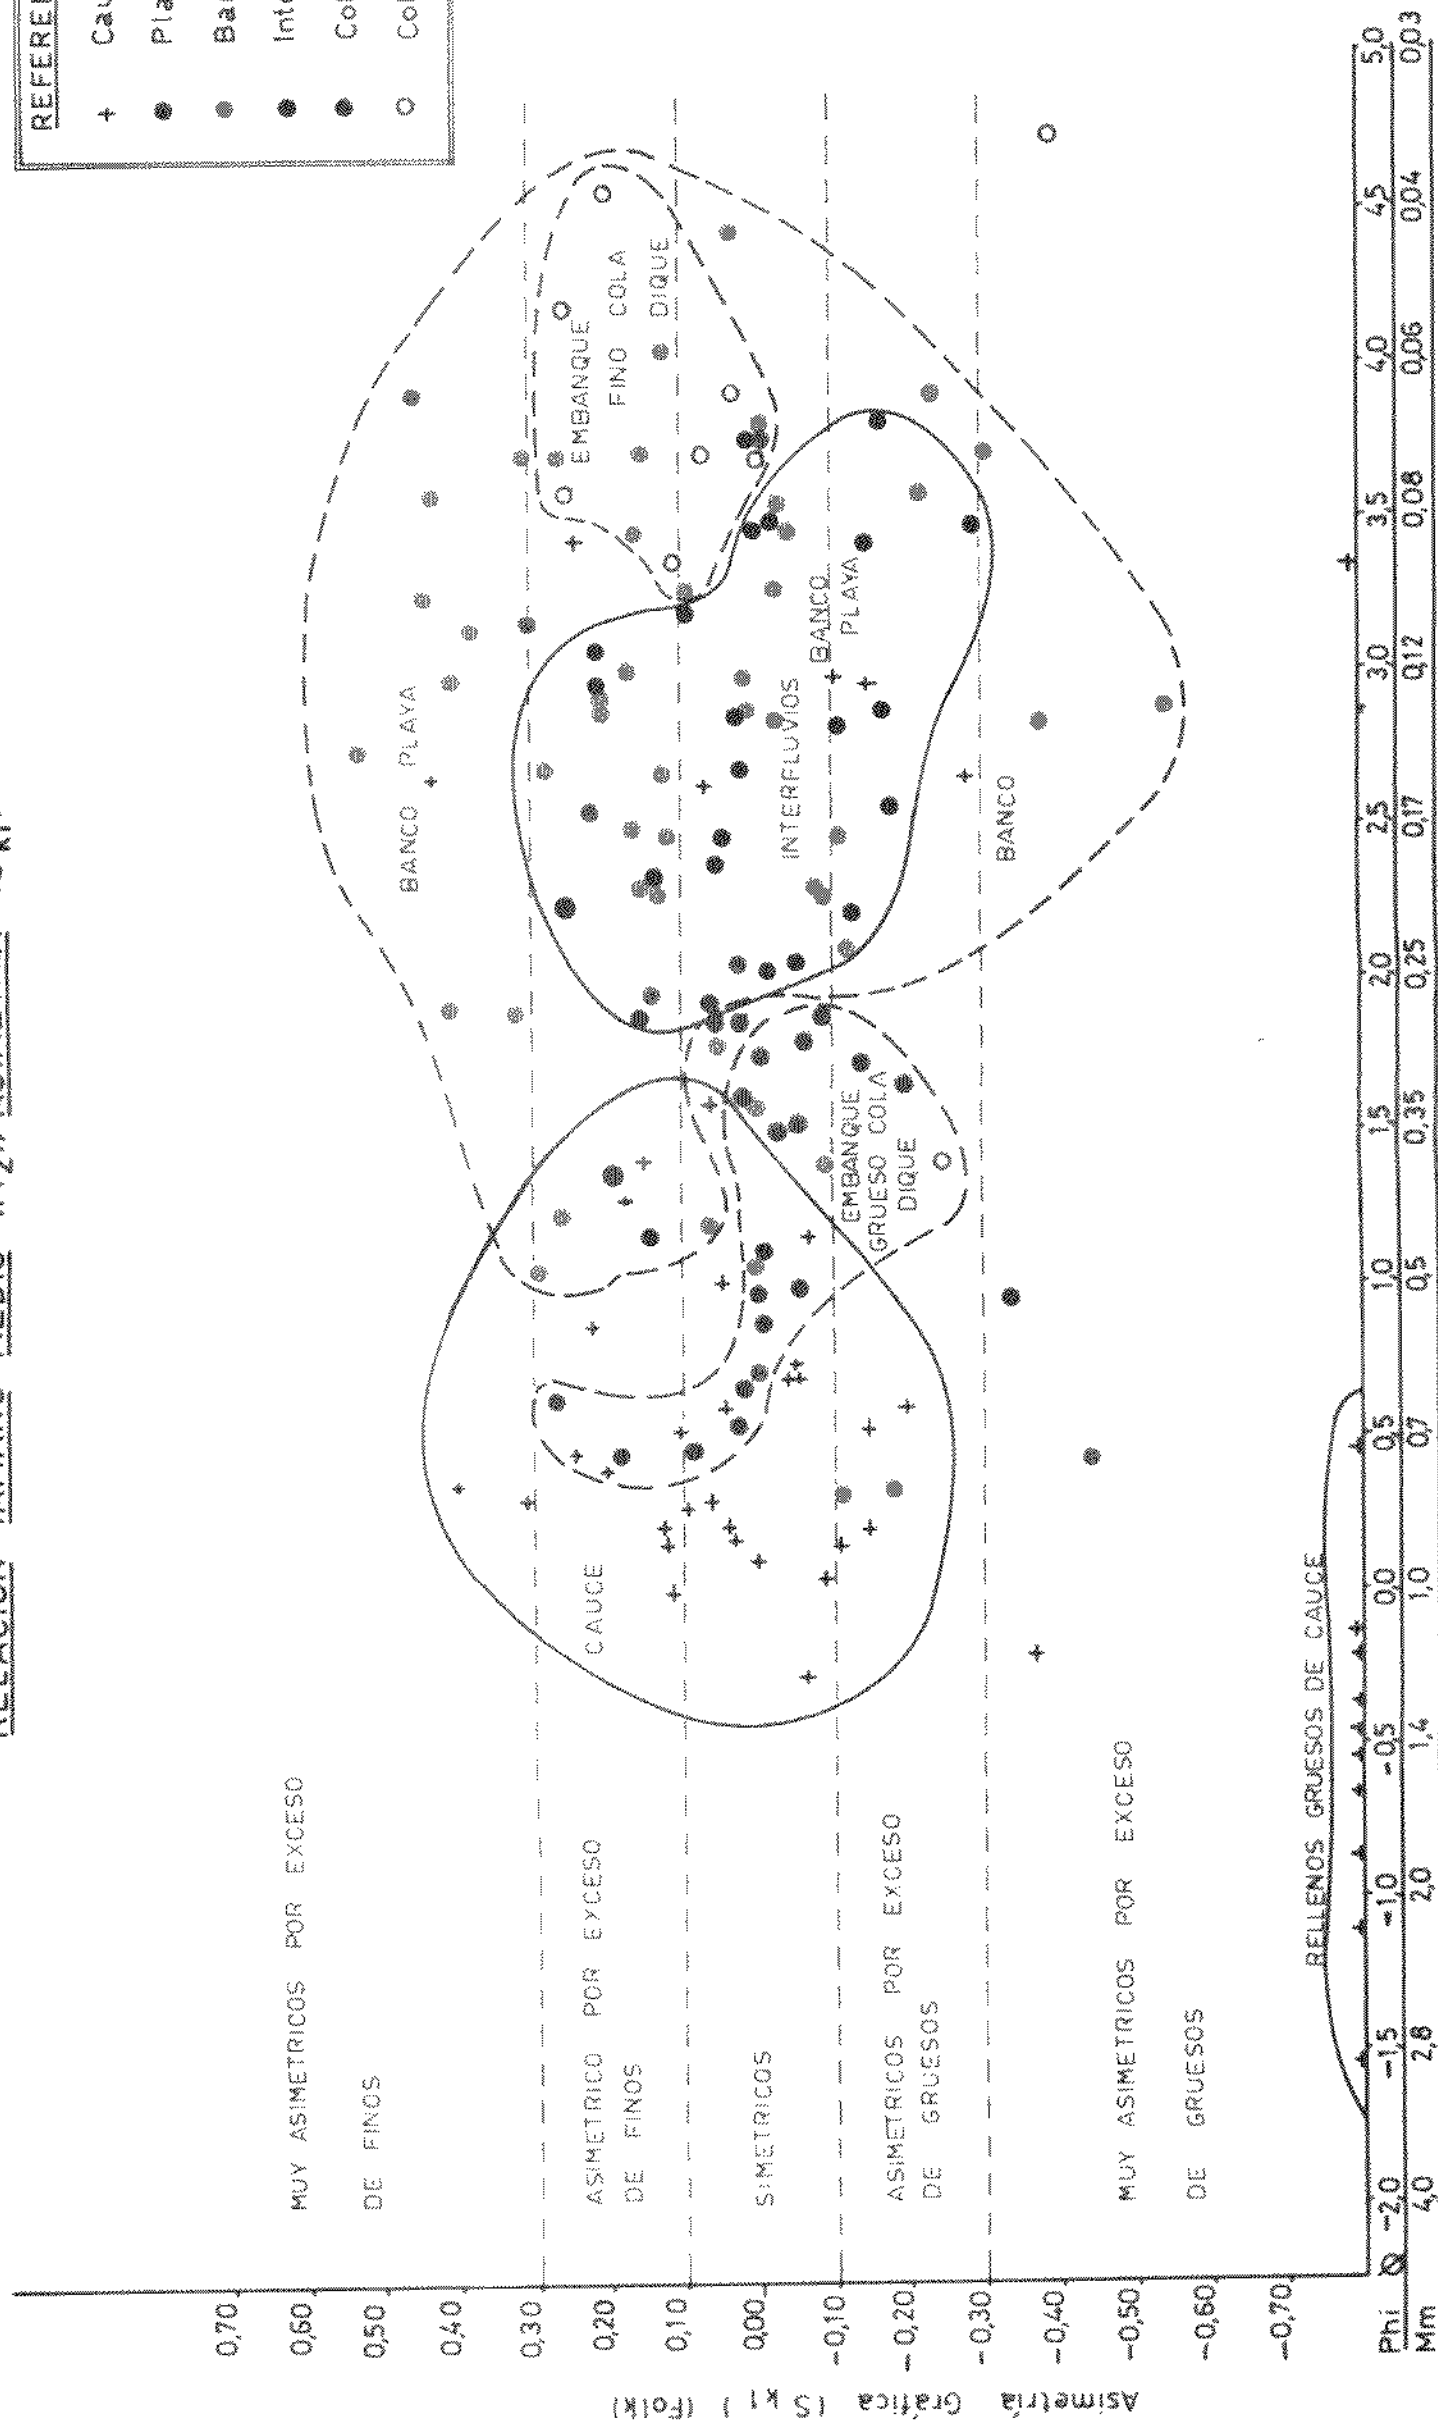 REFEREN
+ Cau
Pla
Ba
Inte
Co
Col
MUY ASIMETRICOS POR EXCESO
DE FINOS
ASIMETRICO POR EXCESO
DE FINOS
SIMETRICOS
ASIMETRICOS POR EXCESO
DE GRUESOS
MUY ASIMETRICOS POR EXCESO
DE GRUESOS
BANCO PLAYA
CAUCE
EMBANQUE
FINO COLA
DIQUE
INTERFLUVIOS
BANCO
PLAYA
EMBANQUE
GRUESO COLA
DIQUE
BANCO
RELLENOS GRUESOS DE CAUCE
Asimetría Gráfica (Sk1) (Folk)
0,70
0,60
0,50
0,40
0,30
0,20
0,10
0,00
-0,10
-0,20
-0,30
-0,40
-0,50
-0,60
-0,70
Phi Ø -2,0 -1,5 -1,0 -0,5 0,0 0,5 1,0 1,5 2,0 2,5 3,0 3,5 4,0 4,5 5,0
Mm 4,0 2,8 2,0 1,4 1,0 0,7 0,5 0,35 0,25 0,17 0,12 0,08 0,06 0,04 0,03